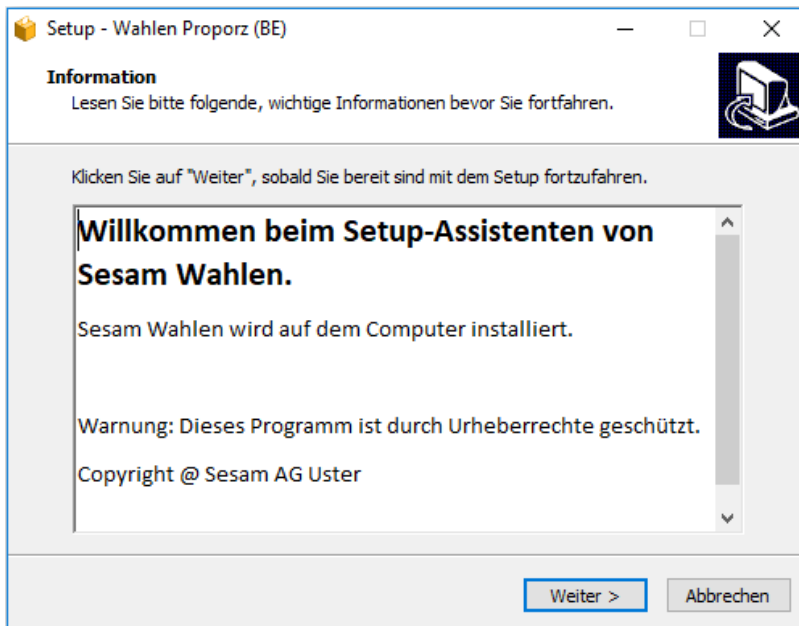 Setup - Wahlen Proporz (BE)
Information
Lesen Sie bitte folgende, wichtige Informationen bevor Sie fortfahren.
Klicken Sie auf "Weiter", sobald Sie bereit sind mit dem Setup fortzufahren.
Willkommen beim Setup-Assistenten von
Sesam Wahlen.
Sesam Wahlen wird auf dem Computer installiert.
Warnung: Dieses Programm ist durch Urheberrechte geschützt.
Copyright @ Sesam AG Uster
Weiter >
Abbrechen